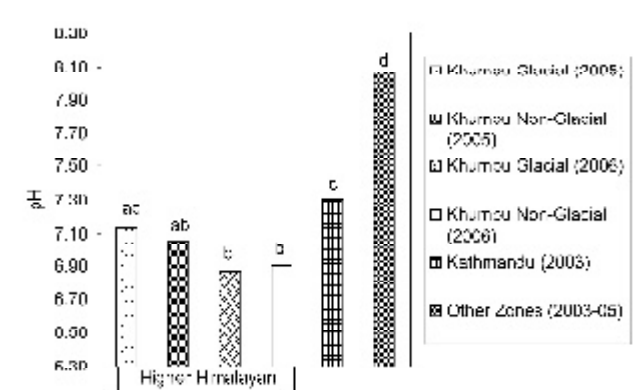 8.30
8.10
7.90
7.70
7.50
7.30
7.10
6.90
6.70
6.50
6.30
pH
ac
ab
b
b
c
d
Higher Himalayan
Khumbu Glacial (2005)
Khumbu Non-Glacial
(2005)
Khumbu Glacial (2006)
Khumbu Non-Glacial
(2006)
Kathmandu (2003)
Other Zones (2003-05)